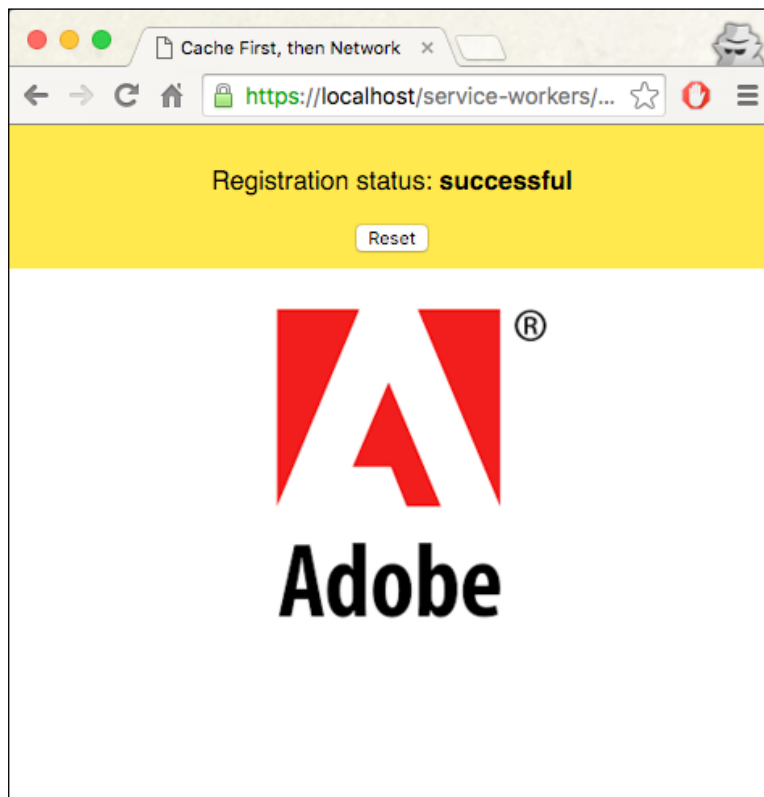 Cache First, then Network
https://localhost/service-workers/...
Registration status: successful
Reset
®
Adobe